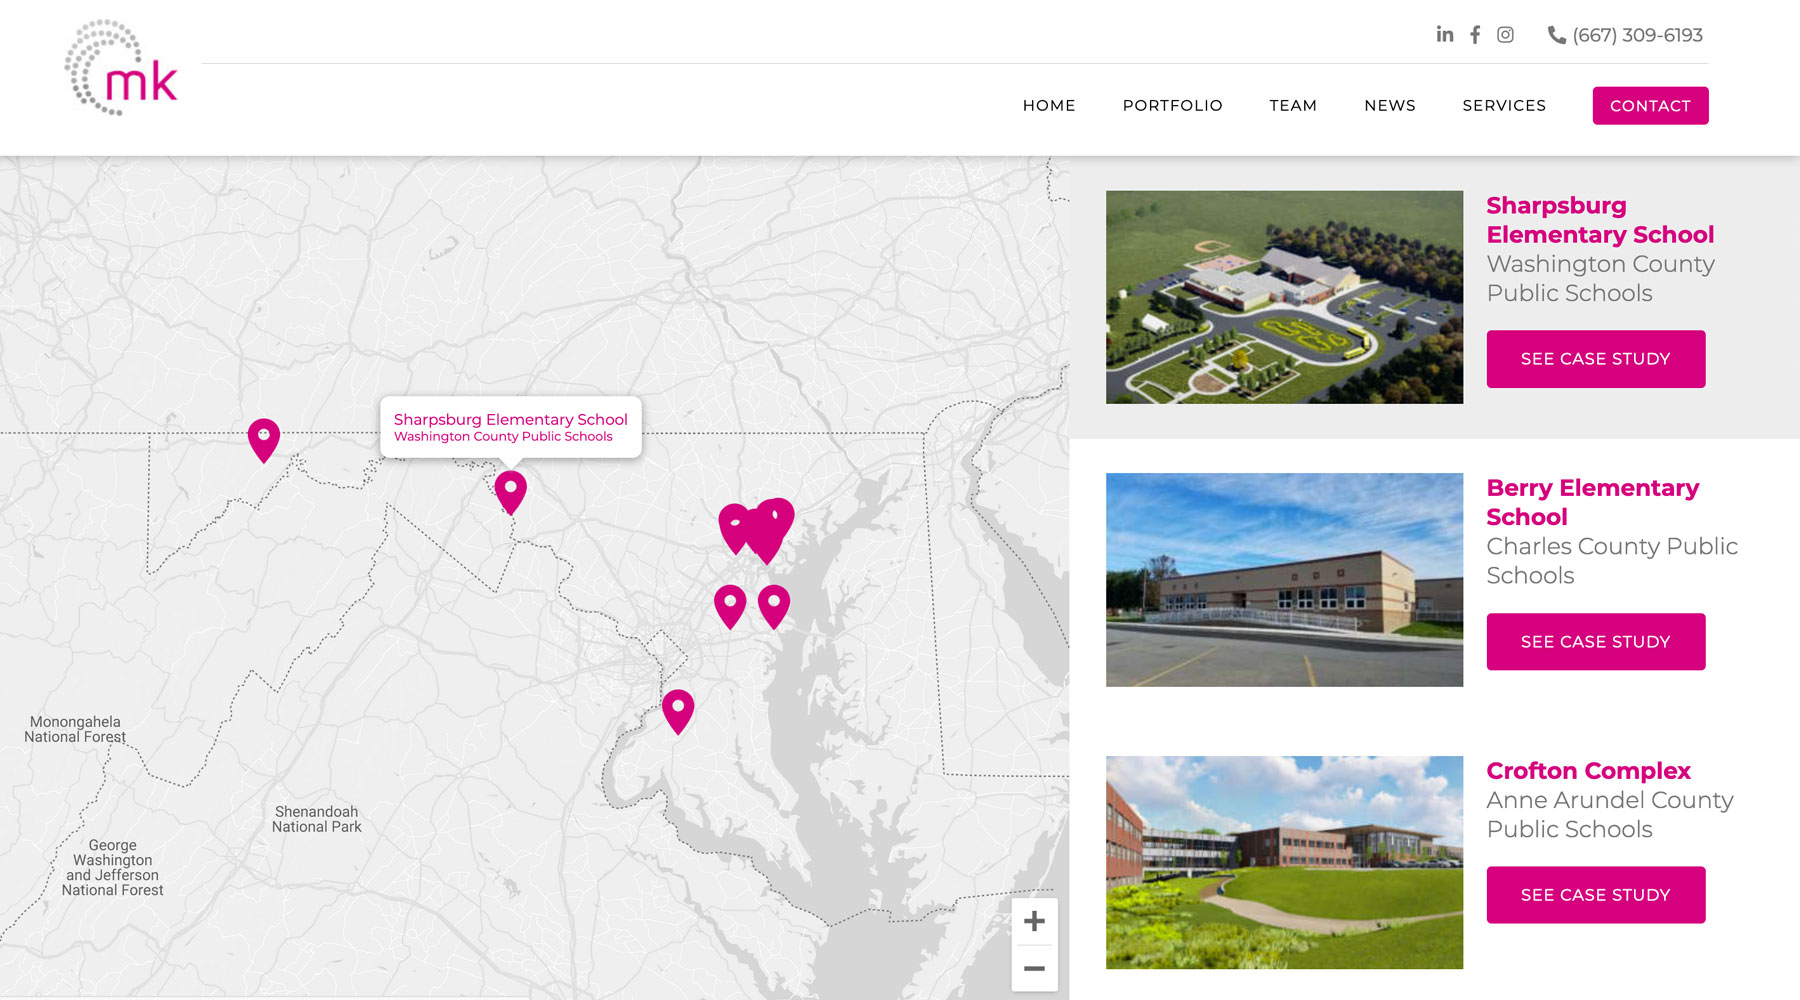 mk
(667) 309-6193
HOME PORTFOLIO TEAM NEWS SERVICES CONTACT
Sharpsburg Elementary School
Washington County Public Schools
Monongahela
National Forest
Shenandoah
National Park
George
Washington
and Jefferson
National Forest
+
−
Sharpsburg
Elementary School
Washington County
Public Schools
SEE CASE STUDY
Berry Elementary
School
Charles County Public
Schools
SEE CASE STUDY
Crofton Complex
Anne Arundel County
Public Schools
SEE CASE STUDY